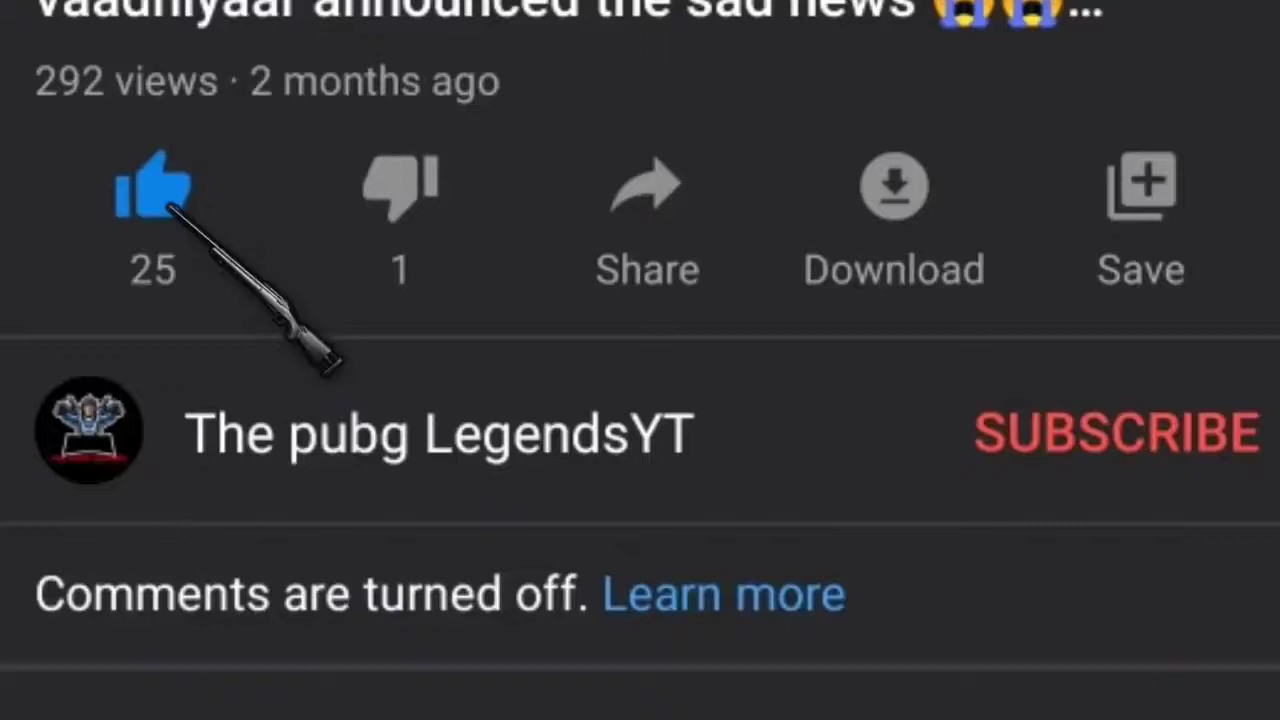 vaadhiyaar announced the sad news 😭😭...
292 views · 2 months ago
25
1
Share
Download
Save
The pubg LegendsYT
SUBSCRIBE
Comments are turned off. Learn more